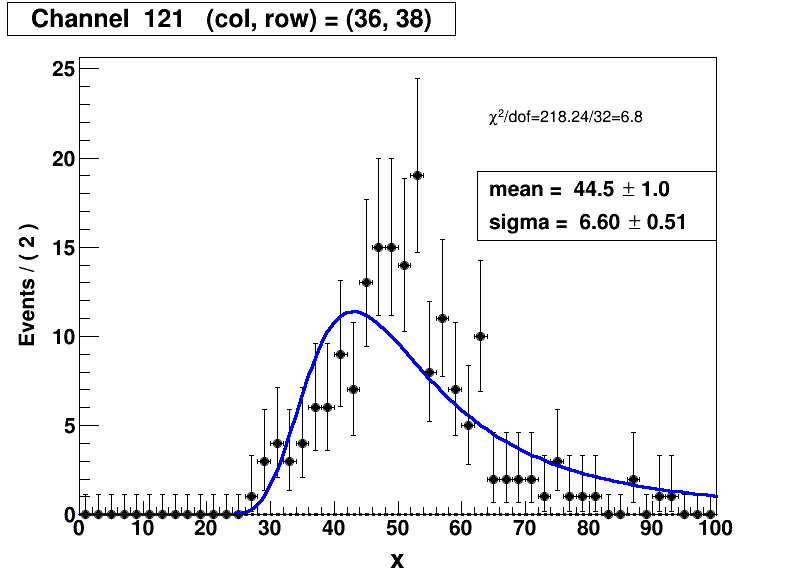 Channel 121 (col, row) = (36, 38)
χ²/dof=218.24/32=6.8
mean = 44.5 ± 1.0
sigma = 6.60 ± 0.51
Events / ( 2 )
25
20
15
10
5
0
0 10 20 30 40 50 60 70 80 90 100
x